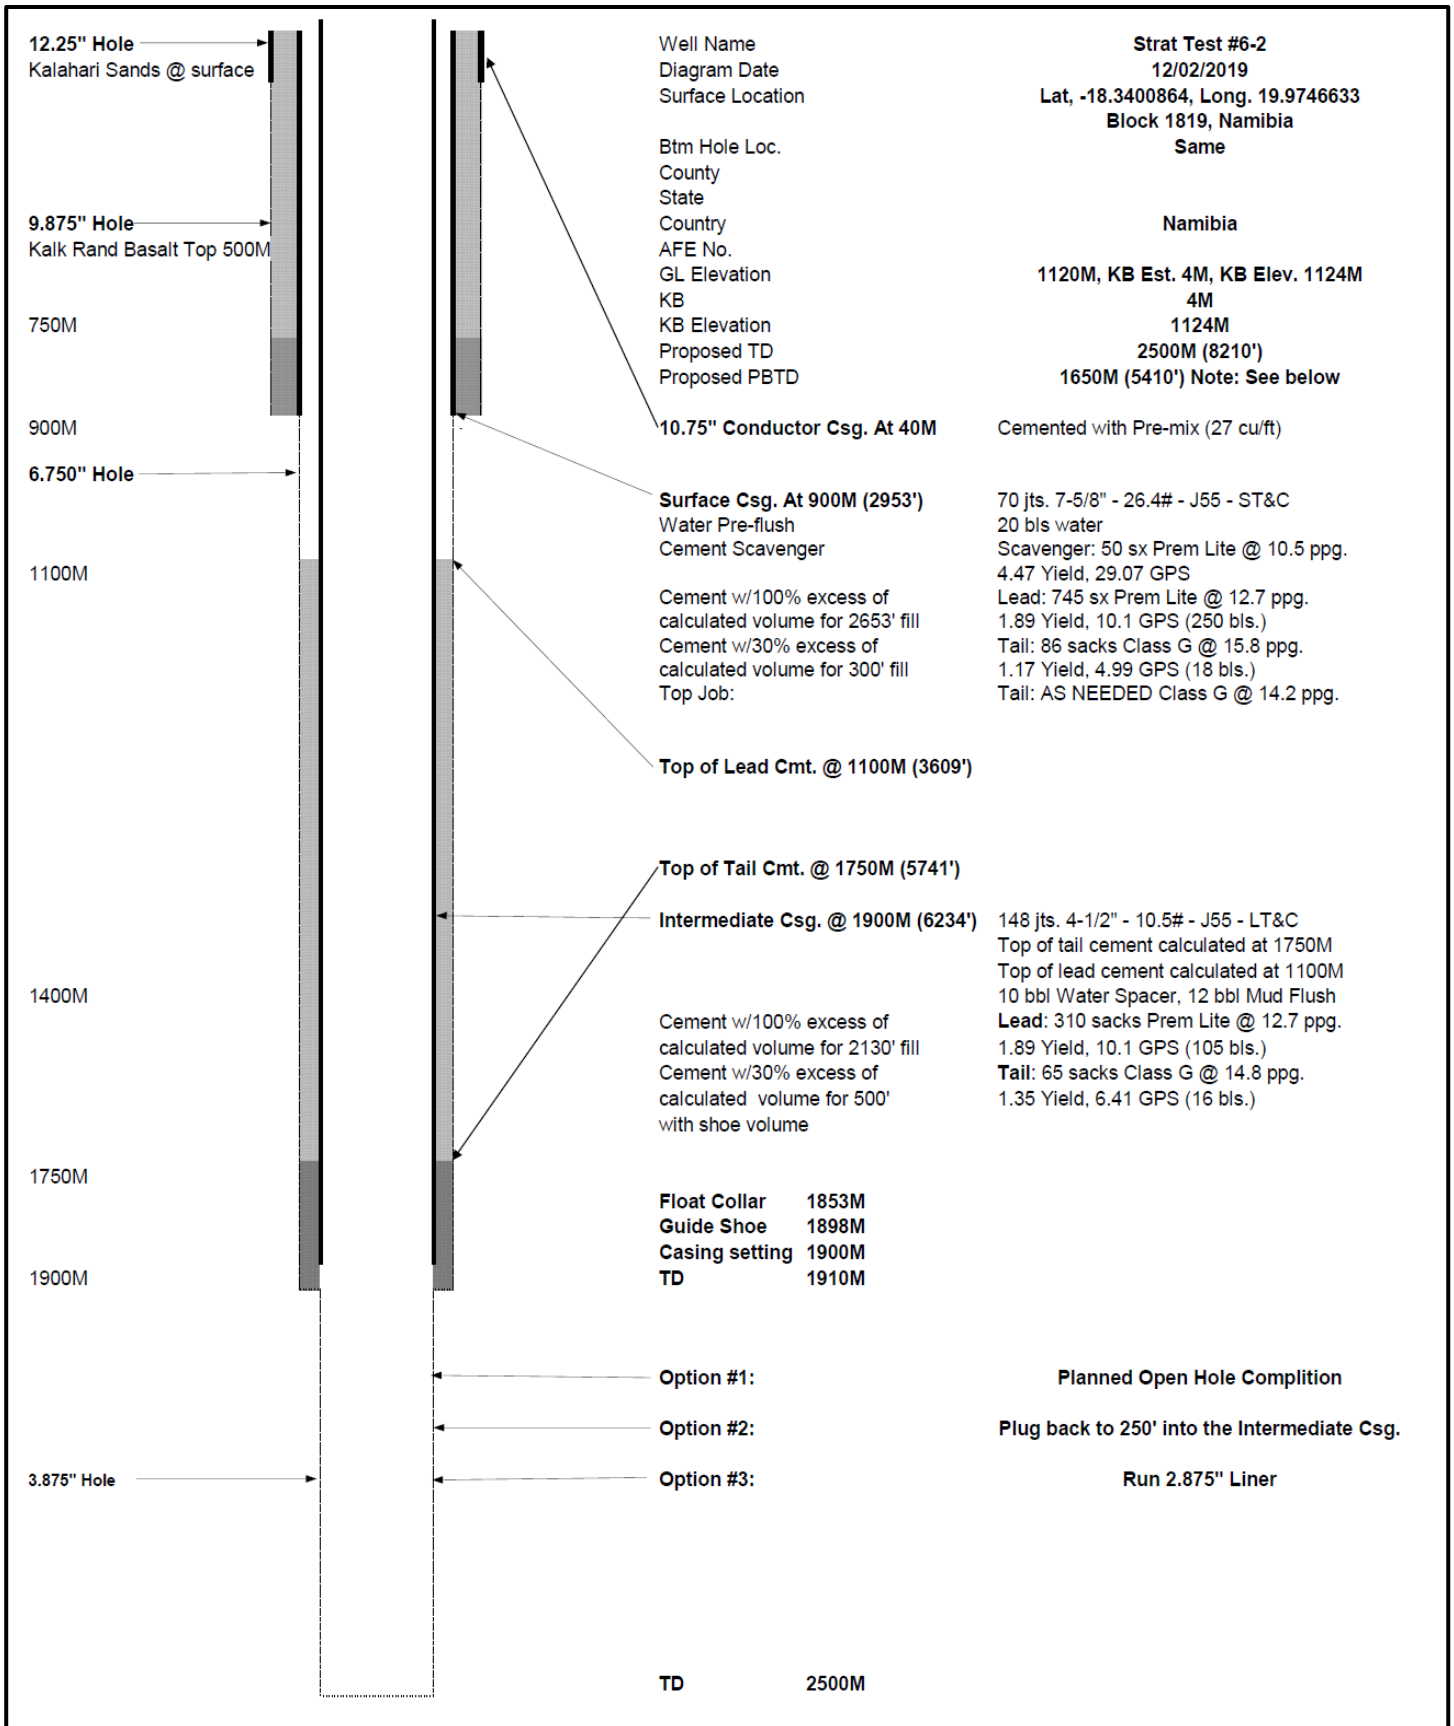 12.25" Hole
Kalahari Sands @ surface
9.875" Hole
Kalk Rand Basalt Top 500M
750M
900M
6.750" Hole
1100M
1400M
1750M
1900M
3.875" Hole
Well Name Strat Test #6-2
Diagram Date 12/02/2019
Surface Location Lat, -18.3400864, Long. 19.9746633
Block 1819, Namibia
Btm Hole Loc. Same
County
State
Country Namibia
AFE No.
GL Elevation 1120M, KB Est. 4M, KB Elev. 1124M
KB 4M
KB Elevation 1124M
Proposed TD 2500M (8210')
Proposed PBTD 1650M (5410') Note: See below
10.75" Conductor Csg. At 40M Cemented with Pre-mix (27 cu/ft)
Surface Csg. At 900M (2953') 70 jts. 7-5/8" - 26.4# - J55 - ST&C
Water Pre-flush 20 bls water
Cement Scavenger Scavenger: 50 sx Prem Lite @ 10.5 ppg.
4.47 Yield, 29.07 GPS
Cement w/100% excess of Lead: 745 sx Prem Lite @ 12.7 ppg.
calculated volume for 2653' fill 1.89 Yield, 10.1 GPS (250 bls.)
Cement w/30% excess of Tail: 86 sacks Class G @ 15.8 ppg.
calculated volume for 300' fill 1.17 Yield, 4.99 GPS (18 bls.)
Top Job: Tail: AS NEEDED Class G @ 14.2 ppg.
Top of Lead Cmt. @ 1100M (3609')
Top of Tail Cmt. @ 1750M (5741')
Intermediate Csg. @ 1900M (6234') 148 jts. 4-1/2" - 10.5# - J55 - LT&C
Top of tail cement calculated at 1750M
Top of lead cement calculated at 1100M
10 bbl Water Spacer, 12 bbl Mud Flush
Cement w/100% excess of Lead: 310 sacks Prem Lite @ 12.7 ppg.
calculated volume for 2130' fill 1.89 Yield, 10.1 GPS (105 bls.)
Cement w/30% excess of Tail: 65 sacks Class G @ 14.8 ppg.
calculated volume for 500' 1.35 Yield, 6.41 GPS (16 bls.)
with shoe volume
Float Collar 1853M
Guide Shoe 1898M
Casing setting 1900M
TD 1910M
Option #1: Planned Open Hole Complition
Option #2: Plug back to 250' into the Intermediate Csg.
Option #3: Run 2.875" Liner
TD 2500M